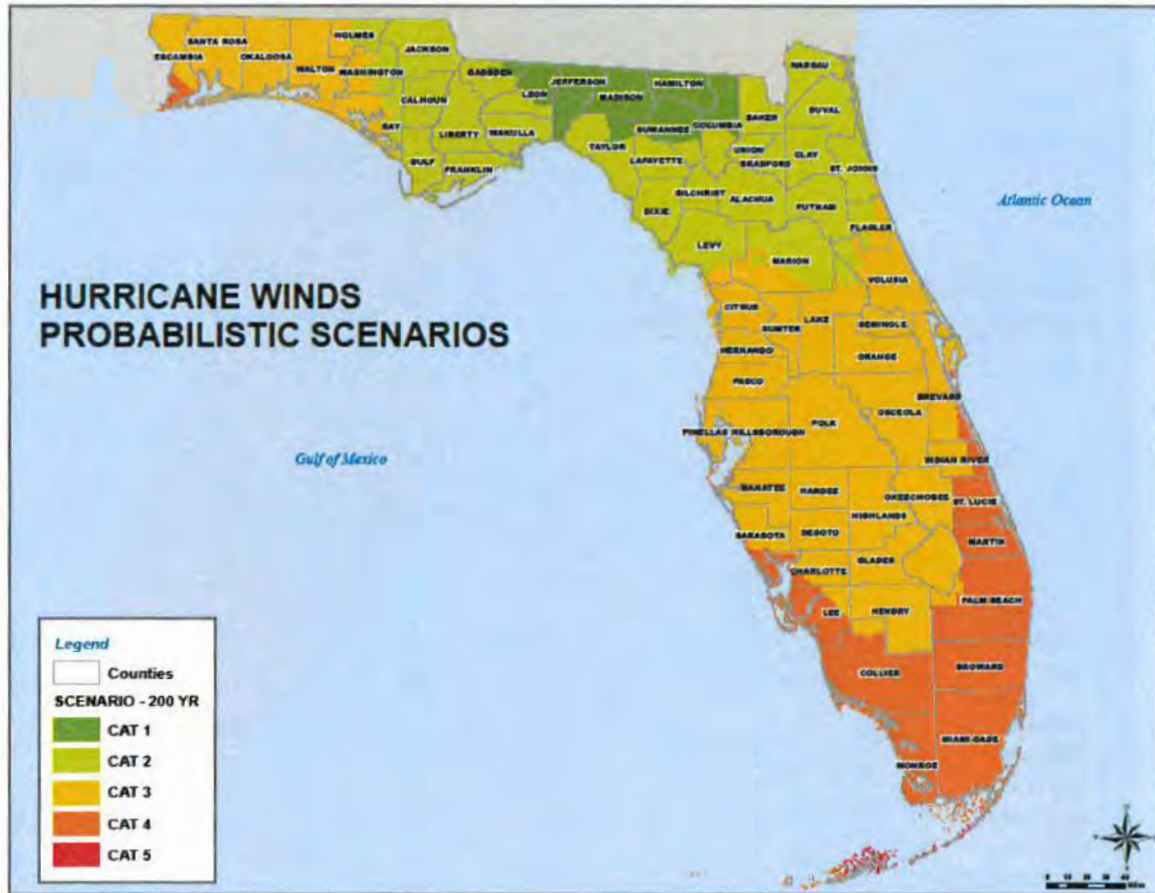 HOLMES
JACKSON
SANTA ROSA
ESCAMBIA
OKALOOSA
WALTON
WASHINGTON
GADSDEN
JEFFERSON
HAMILTON
NASSAU
LEON
MADISON
CALHOUN
DUVAL
BAY
LIBERTY
WAKULLA
SUWANNEE
COLUMBIA
BAKER
TAYLOR
UNION
CLAY
GULF
FRANKLIN
LAFAYETTE
BRADFORD
ST. JOHNS
GILCHRIST
ALACHUA
PUTNAM
DIXIE
FLAGLER
Atlantic Ocean
LEVY
MARION
VOLUSIA
HURRICANE WINDS
PROBABILISTIC SCENARIOS
CITRUS
LAKE
SUMTER
SEMINOLE
HERNANDO
ORANGE
PASCO
BREVARD
OSCEOLA
POLK
PINELLAS HILLSBOROUGH
Gulf of Mexico
INDIAN RIVER
MANATEE
HARDEE
OKEECHOBEE
ST. LUCIE
HIGHLANDS
SARASOTA
DESOTO
MARTIN
GLADES
CHARLOTTE
PALM BEACH
LEE
HENDRY
COLLIER
BROWARD
MIAMI-DADE
MONROE
Legend
Counties
SCENARIO - 200 YR
CAT 1
CAT 2
CAT 3
CAT 4
CAT 5